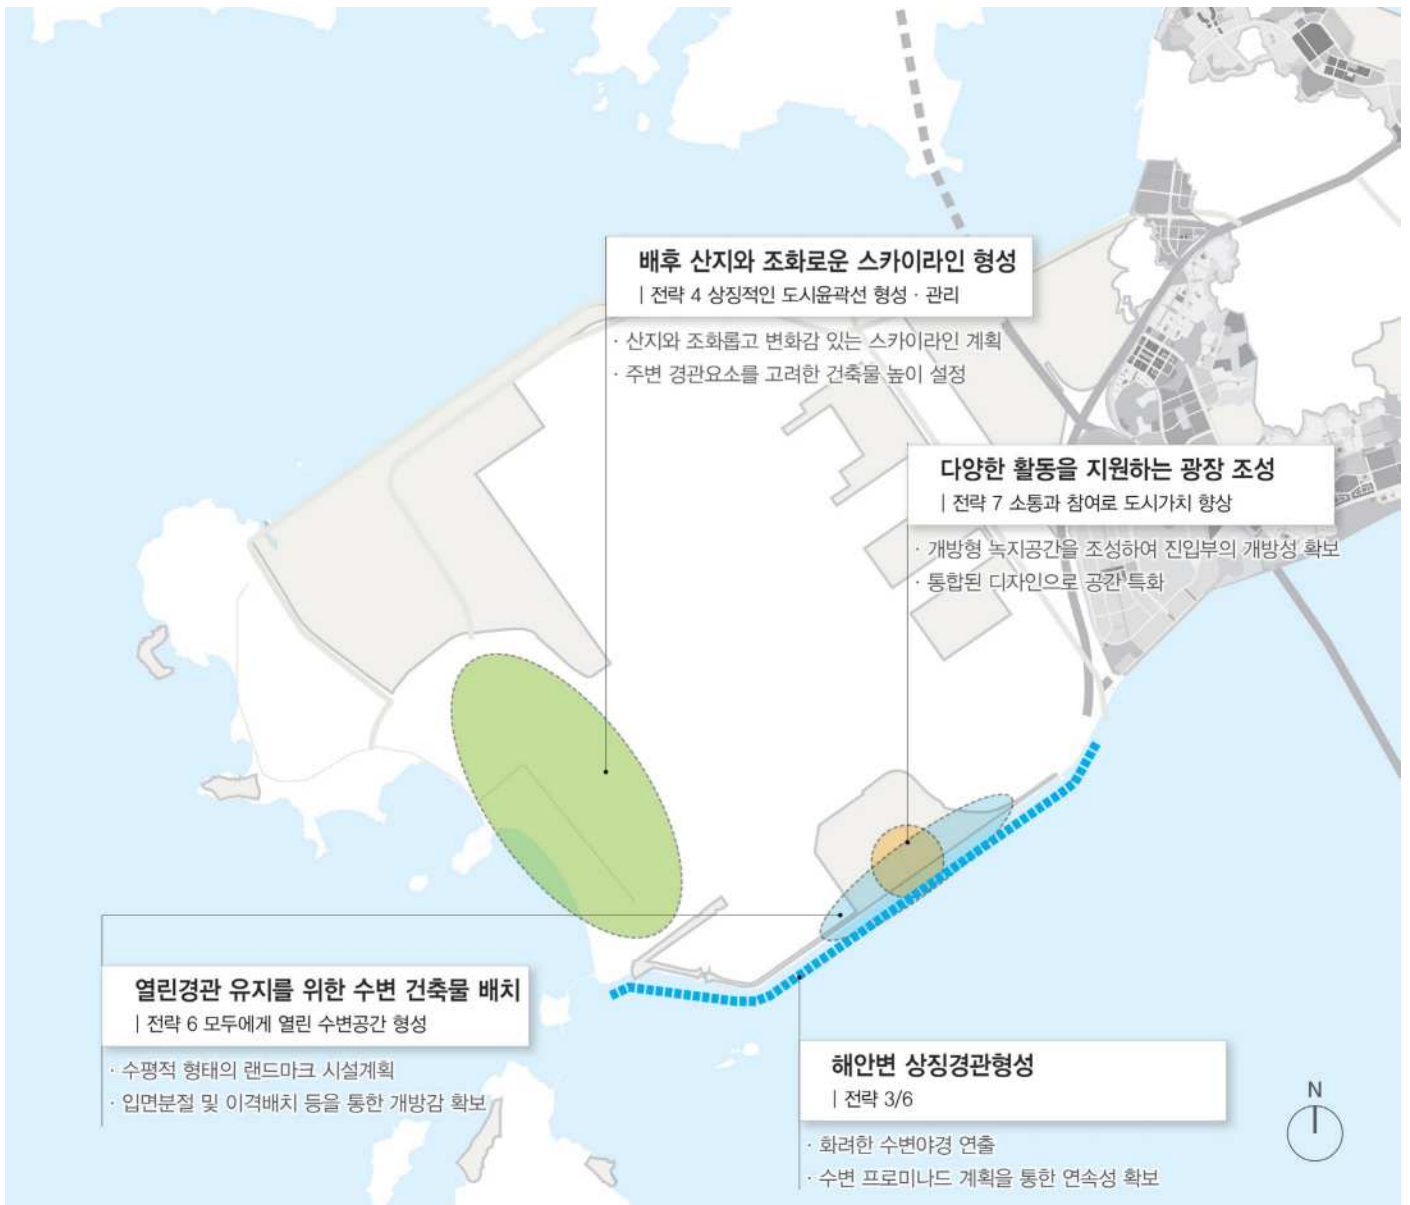 배후 산지와 조화로운 스카이라인 형성
| 전략 4 상징적인 도시윤곽선 형성 · 관리
· 산지와 조화롭고 변화감 있는 스카이라인 계획
· 주변 경관요소를 고려한 건축물 높이 설정
다양한 활동을 지원하는 광장 조성
| 전략 7 소통과 참여로 도시가치 향상
· 개방형 녹지공간을 조성하여 진입부의 개방성 확보
· 통합된 디자인으로 공간 특화
열린경관 유지를 위한 수변 건축물 배치
| 전략 6 모두에게 열린 수변공간 형성
· 수평적 형태의 랜드마크 시설계획
· 입면분절 및 이격배치 등을 통한 개방감 확보
해안변 상징경관형성
| 전략 3/6
· 화려한 수변야경 연출
· 수변 프로미나드 계획을 통한 연속성 확보
N